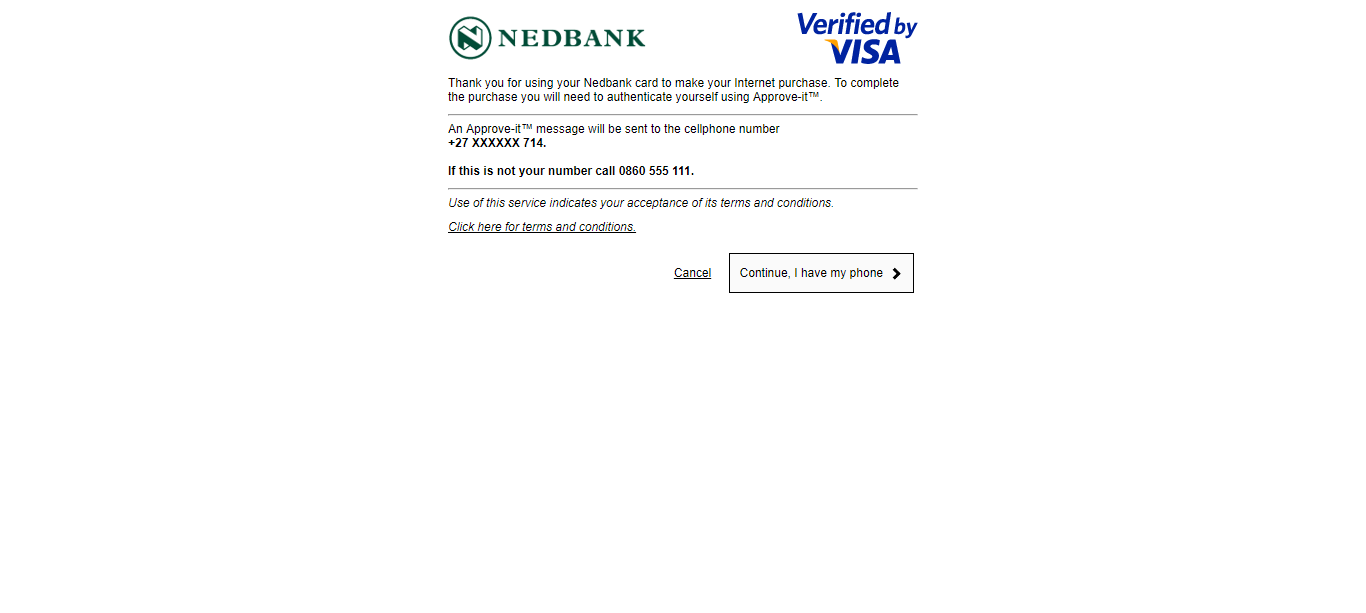 NEDBANK
Verified by
VISA
Thank you for using your Nedbank card to make your Internet purchase. To complete
the purchase you will need to authenticate yourself using Approve-it™.
An Approve-it™ message will be sent to the cellphone number
+27 XXXXXX 714.
If this is not your number call 0860 555 111.
Use of this service indicates your acceptance of its terms and conditions.
Click here for terms and conditions.
Cancel
Continue, I have my phone